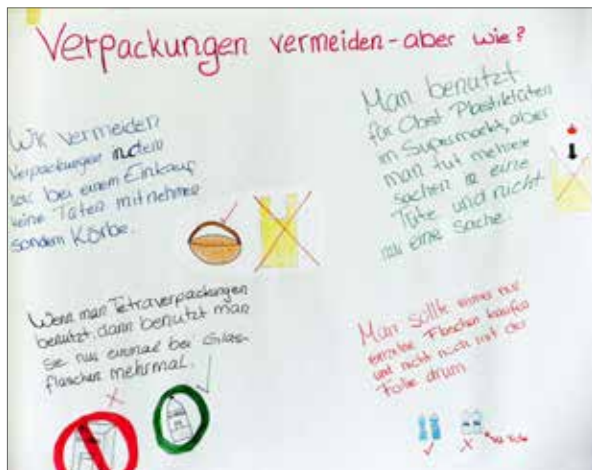 Verpackungen vermeiden - aber wie?
Wir vermeiden
Verpackungen indem
wir bei einem Einkauf
keine Tüten mitnehmen
sondern Körbe.
Man benutzt
für Obst Plastiktüten
im Supermarkt, aber
man tut mehrere
sachen in eine
Tüte und nicht
nur eine Sache.
Wenn man Tetraverpackungen
benutzt, dann benutzt man
sie nur einmal bei Glas-
flaschen mehrmal.
Man sollte immer nur
einzelne Flaschen kaufen
und nicht noch mit der
Folie drum